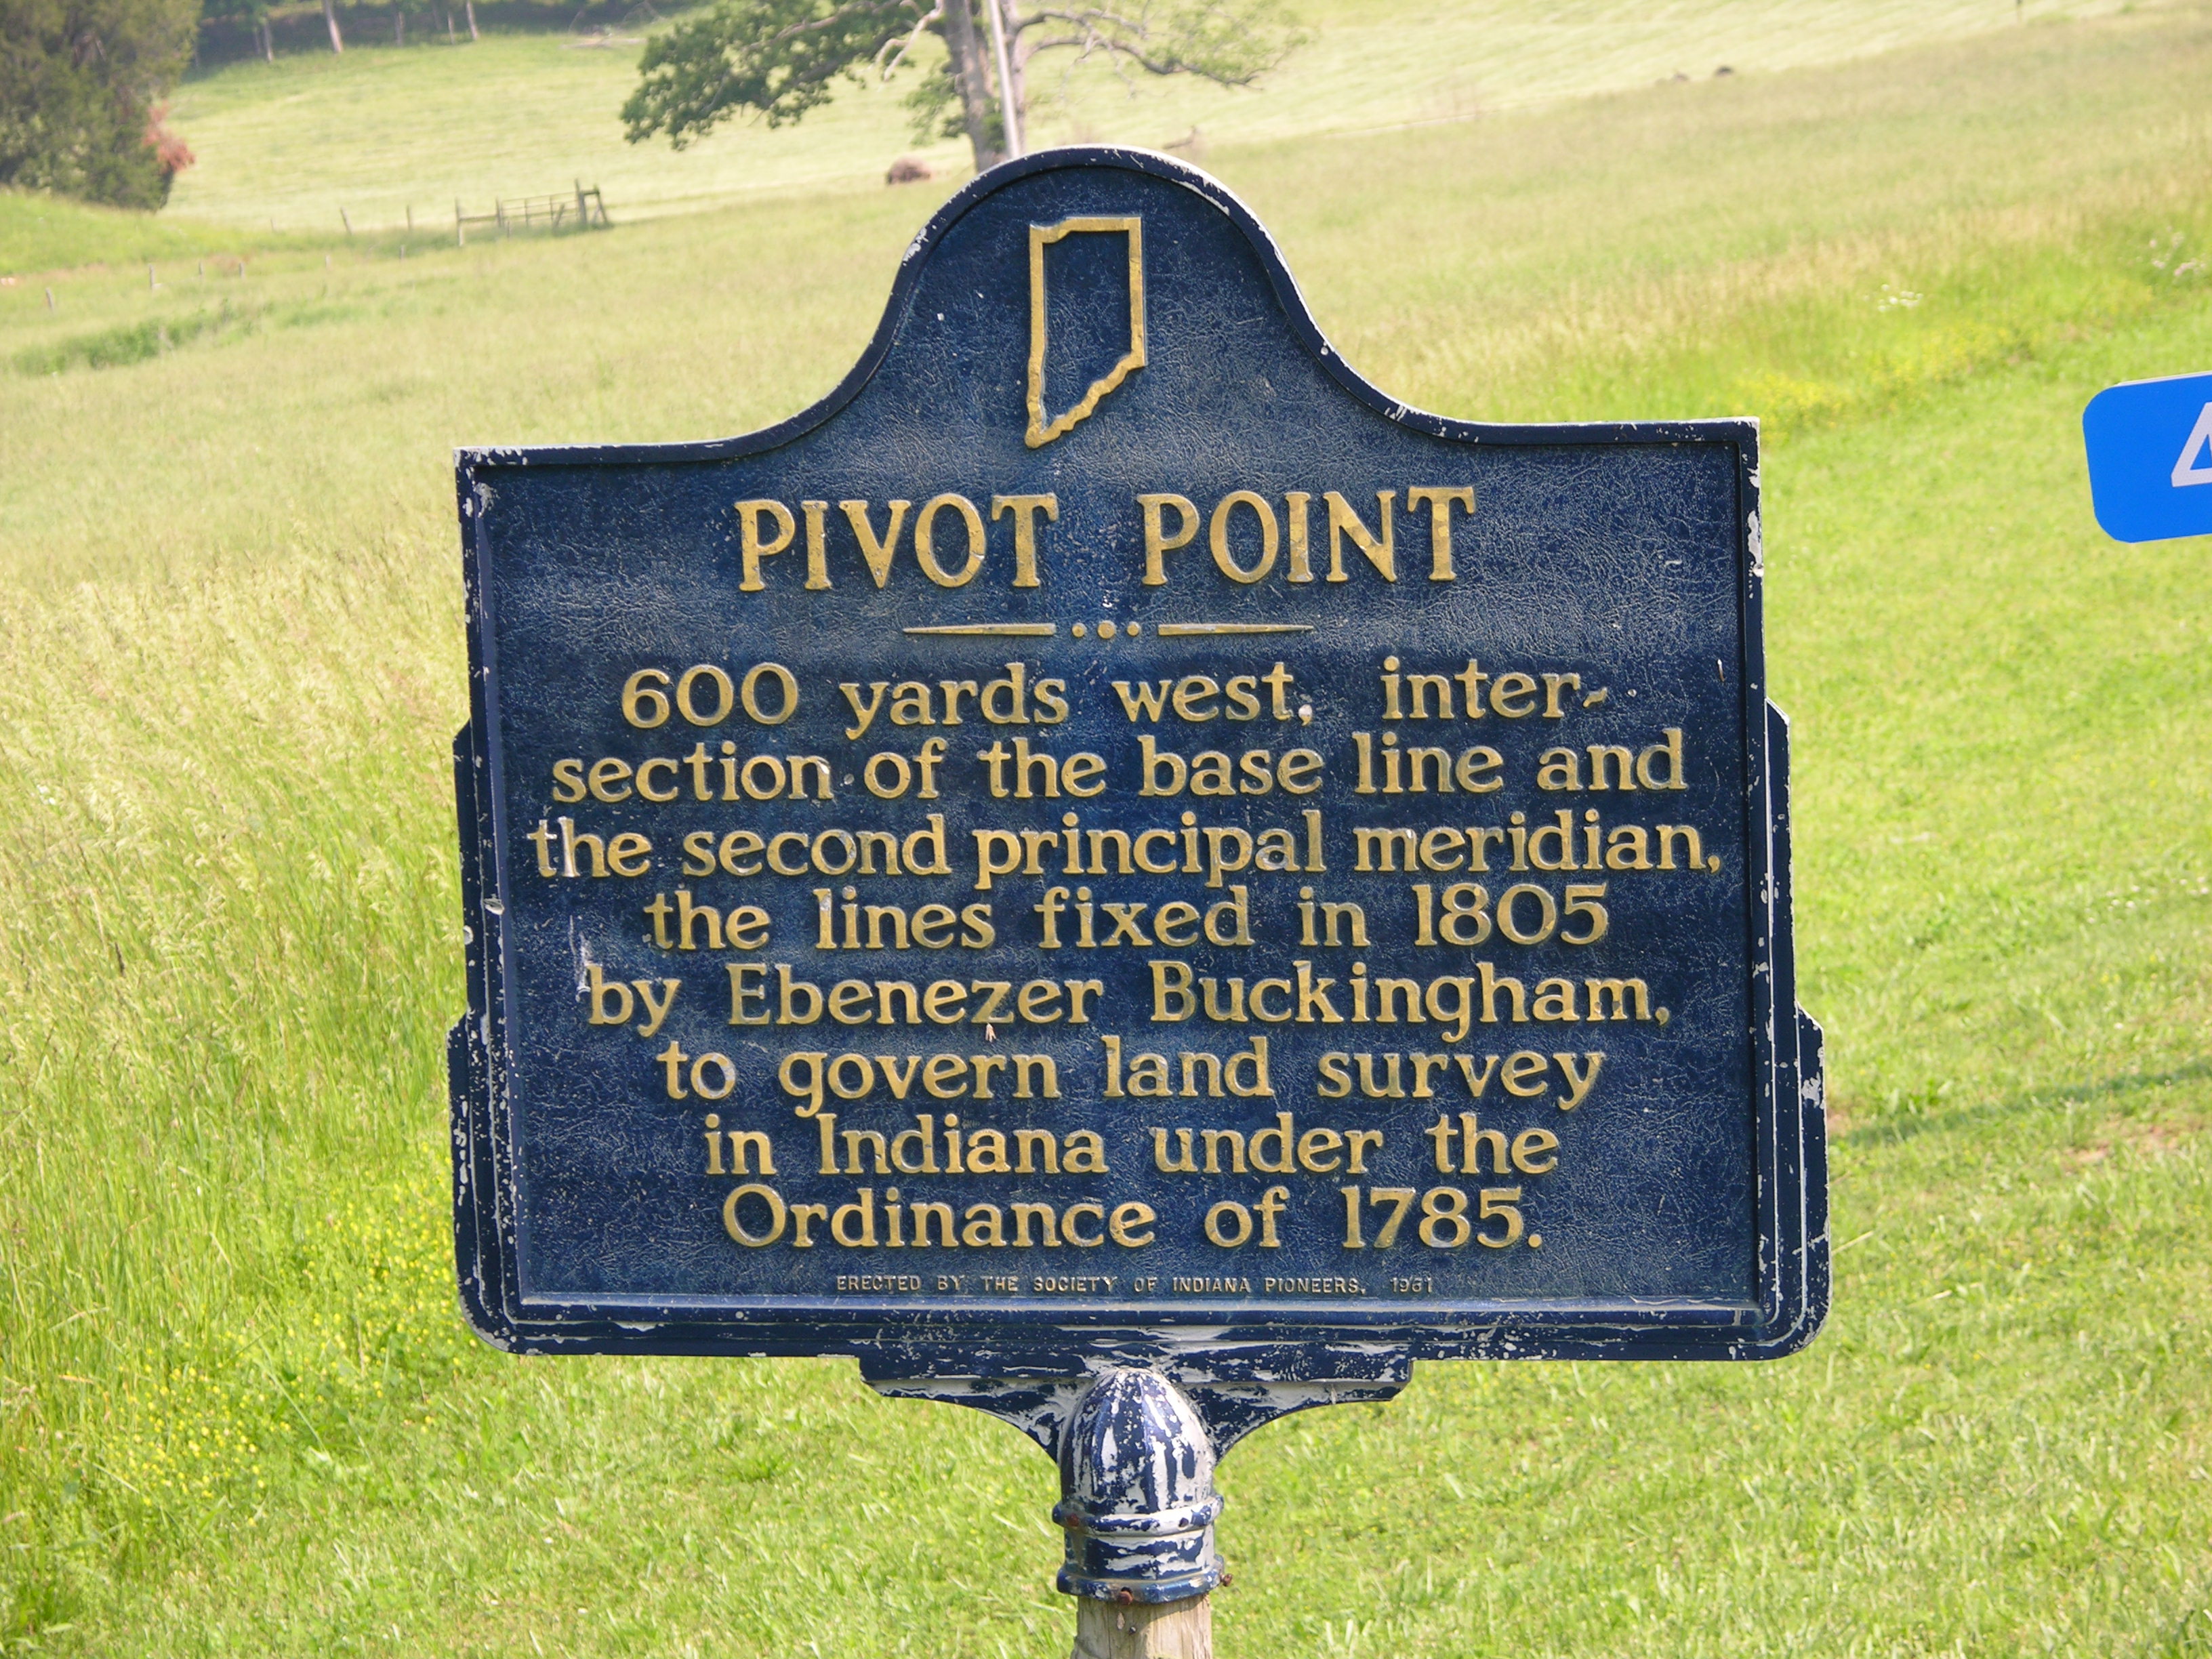 PIVOT POINT
600 yards west, inter-
section of the base line and
the second principal meridian,
the lines fixed in 1805
by Ebenezer Buckingham,
to govern land survey
in Indiana under the
Ordinance of 1785.
ERECTED BY THE SOCIETY OF INDIANA PIONEERS, 1961